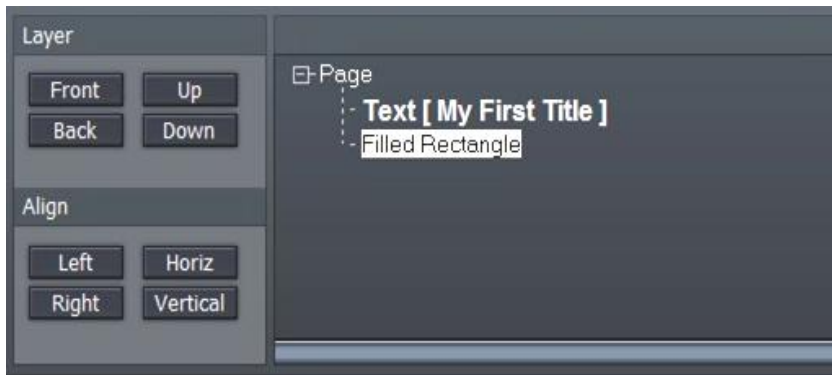 Layer
Front Up
Back Down
Align
Left Horiz
Right Vertical
Page
Text [ My First Title ]
Filled Rectangle